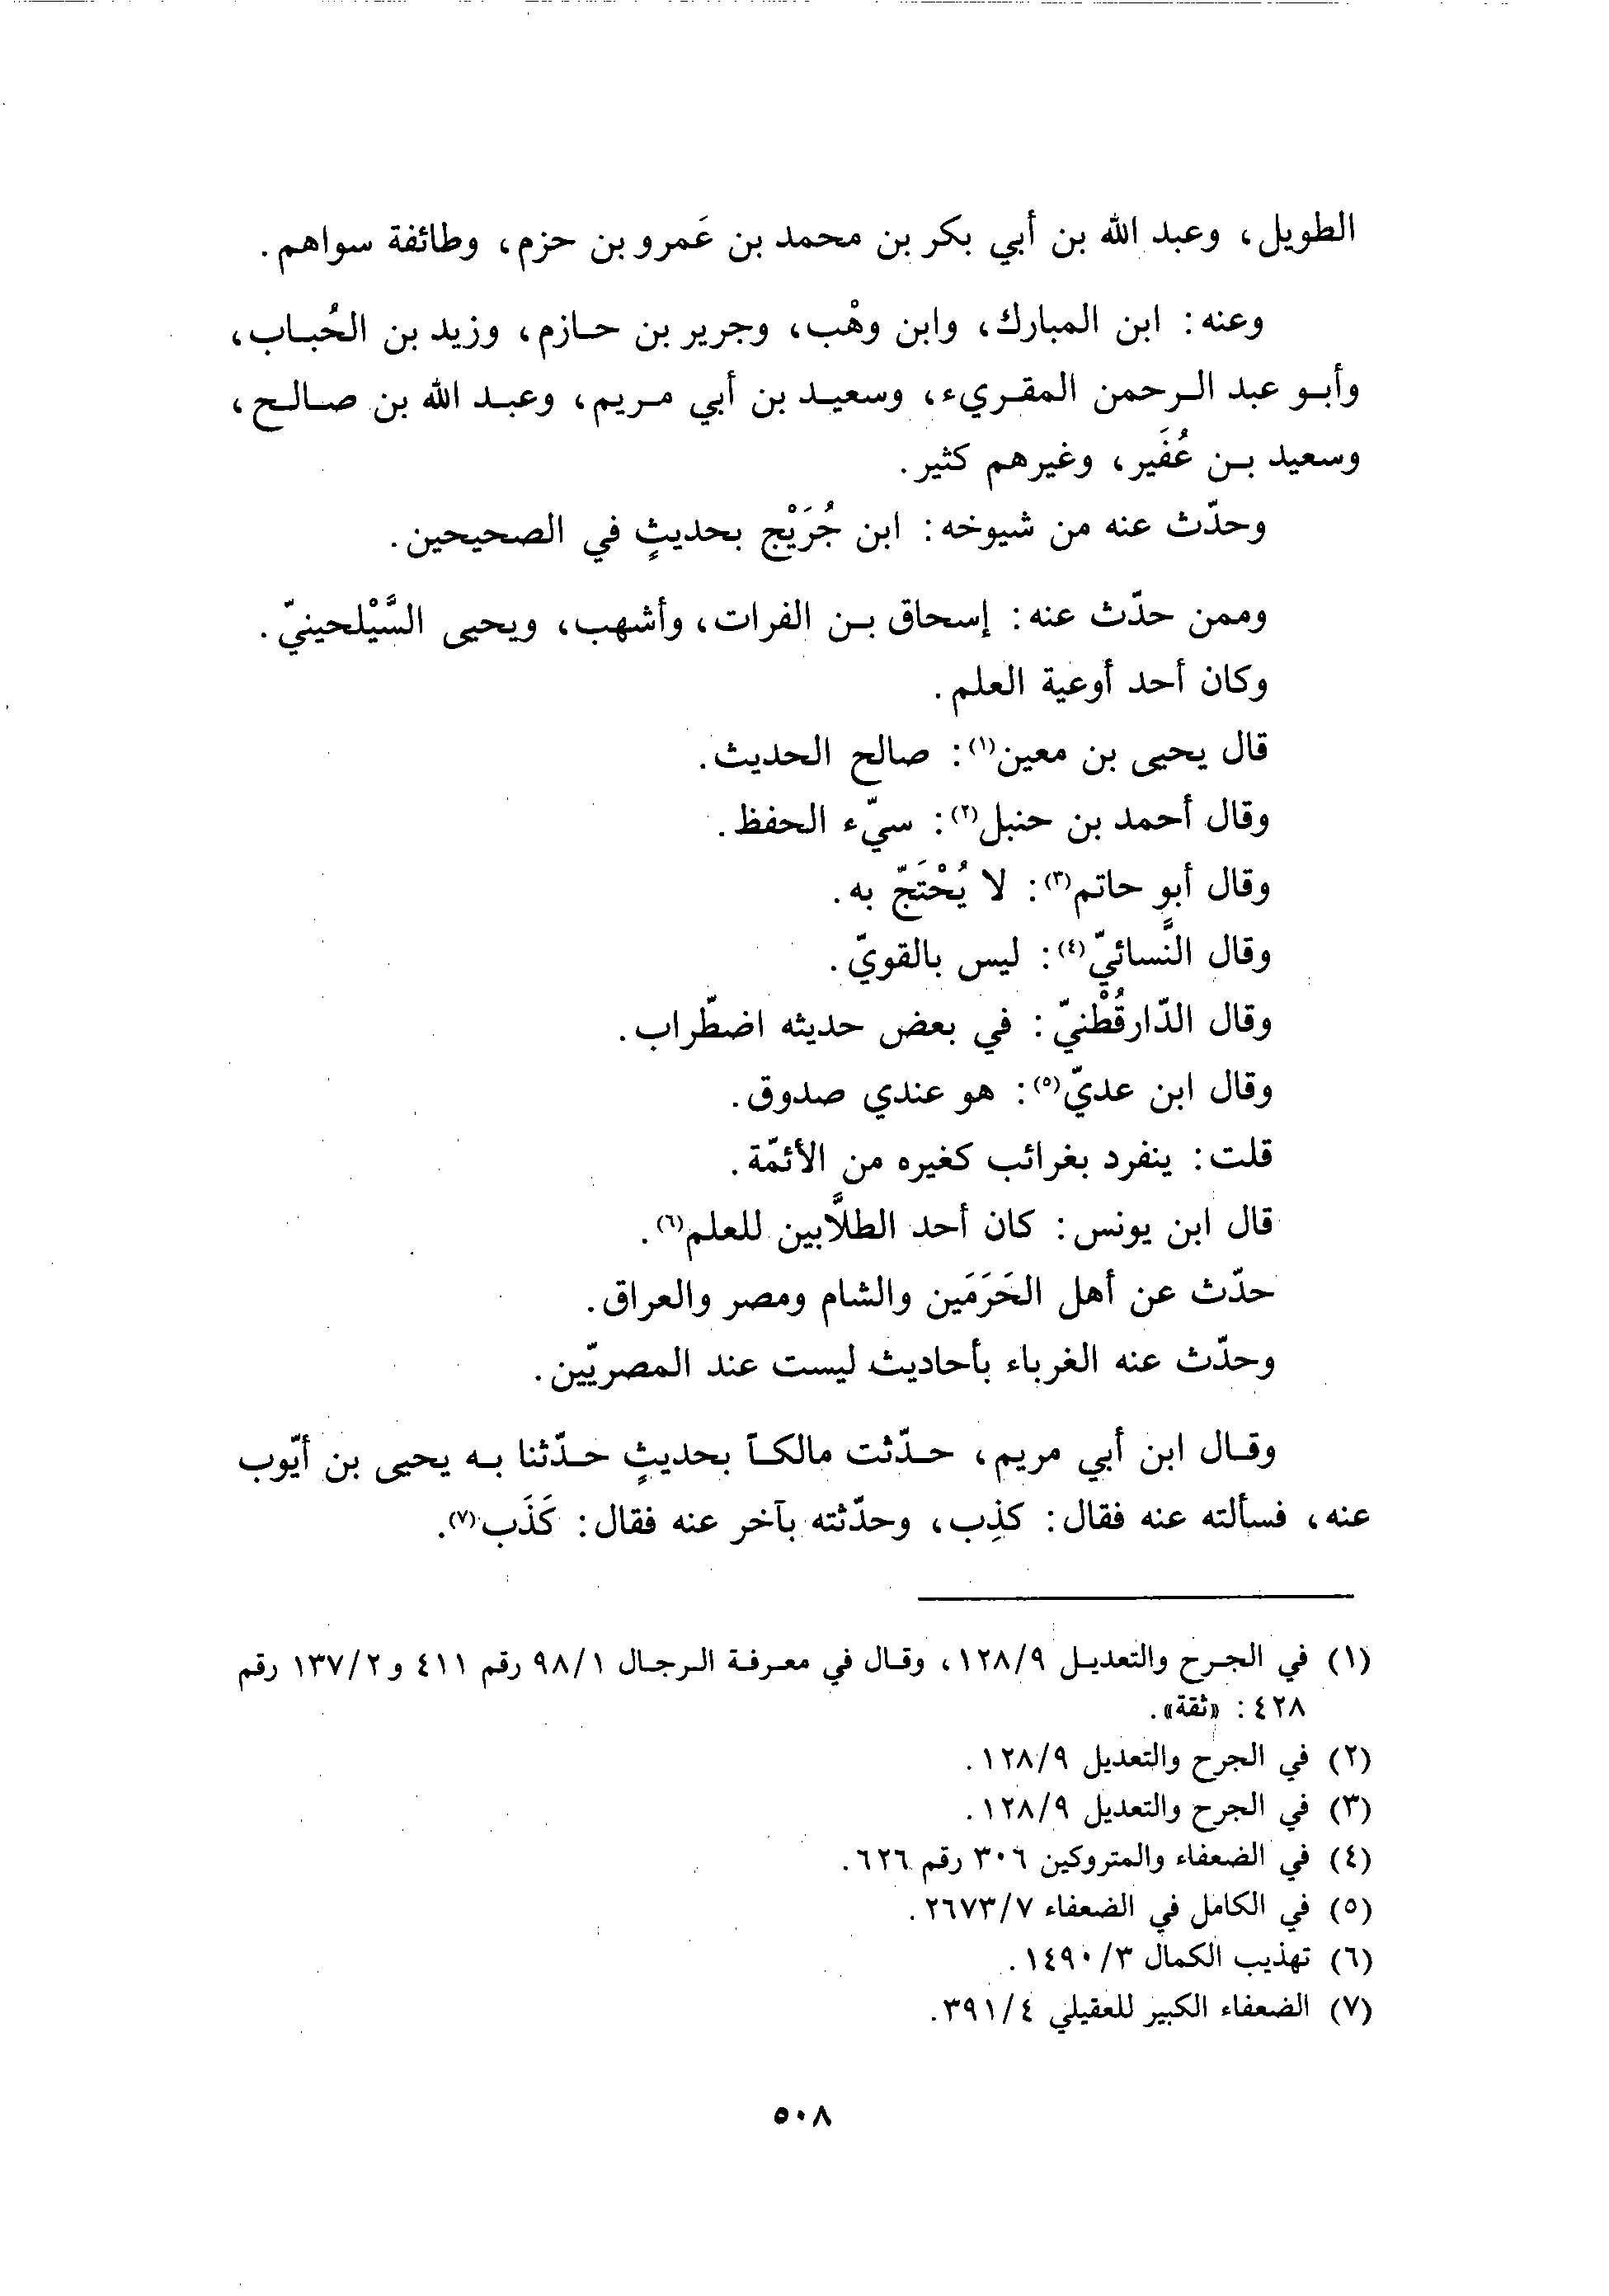 الطويل، وعبد الله بن أبي بكر بن محمد بن عَمرو بن حزم، وطائفة سواهم.
وعنه: ابن المبارك، وابن وهْب، وجرير بن حازم، وزيد بن الحُباب،
وأبو عبد الرحمن المقريء، وسعيد بن أبي مريم، وعبد الله بن صالح،
وسعيد بن عُفَير، وغيرهم كثير.
وحدّث عنه من شيوخه: ابن جُرَيْج بحديثٍ في الصحيحين.
وممن حدّث عنه: إسحاق بن الفرات، وأشهب، ويحيى السَّيْلحينيّ.
وكان أحد أوعية العلم.
قال يحيى بن معين(١): صالح الحديث.
وقال أحمد بن حنبل(٢): سيّء الحفظ.
وقال أبو حاتم(٣): لا يُحْتَجّ به.
وقال النَّسائيّ(٤): ليس بالقويّ.
وقال الدّارقُطْنيّ: في بعض حديثه اضطّراب.
وقال ابن عديّ(٥): هو عندي صدوق.
قلت: ينفرد بغرائب كغيره من الأئمّة.
قال ابن يونس: كان أحد الطلَّابين للعلم(٦).
حدّث عن أهل الحَرَمَين والشام ومصر والعراق.
وحدّث عنه الغرباء بأحاديث ليست عند المصريّين.
وقال ابن أبي مريم، حدّثت مالكاً بحديثٍ حدّثنا به يحيى بن أيّوب
عنه، فسألته عنه فقال: كذِب، وحدّثته بآخر عنه فقال: كَذَب(٧).
(١) في الجرح والتعديل ١٢٨/٩، وقال في معرفة الرجال ٩٨/١ رقم ٤١١ و ١٣٧/٢ رقم
٤٢٨: «ثقة».
(٢) في الجرح والتعديل ١٢٨/٩.
(٣) في الجرح والتعديل ١٢٨/٩.
(٤) في الضعفاء والمتروكين ٣٠٦ رقم ٦٢٦.
(٥) في الكامل في الضعفاء ٢٦٧٣/٧.
(٦) تهذيب الكمال ١٤٩٠/٣.
(٧) الضعفاء الكبير للعقيلي ٣٩١/٤.
٥٠٨